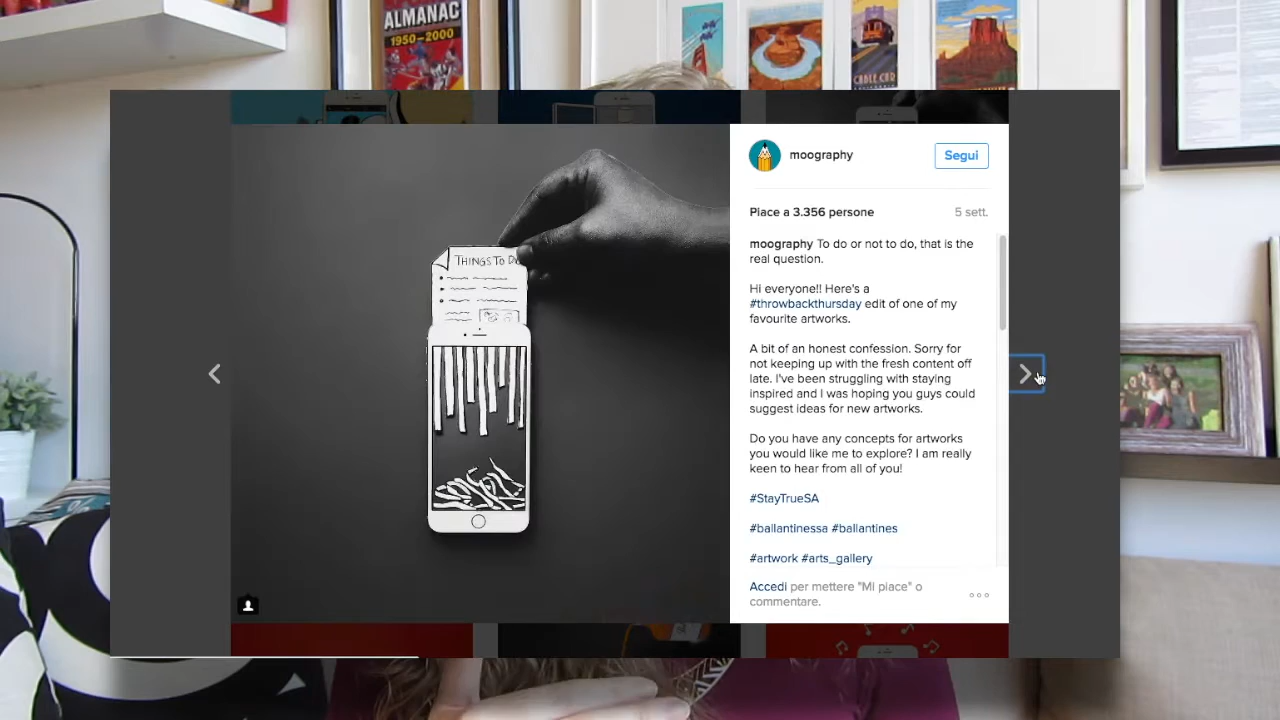 ALMANAC
1950-2000
CABLE CAR
moography
Segui
Piace a 3.356 persone
5 sett.
moography To do or not to do, that is the
real question.
Hi everyone!! Here's a
#throwbackthursday edit of one of my
favourite artworks.
A bit of an honest confession. Sorry for
not keeping up with the fresh content off
late. I've been struggling with staying
inspired and I was hoping you guys could
suggest ideas for new artworks.
Do you have any concepts for artworks
you would like me to explore? I am really
keen to hear from all of you!
#StayTrueSA
#ballantinessa #ballantines
#artwork #arts_gallery
Accedi per mettere "Mi piace" o
commentare.
THINGS TO DO